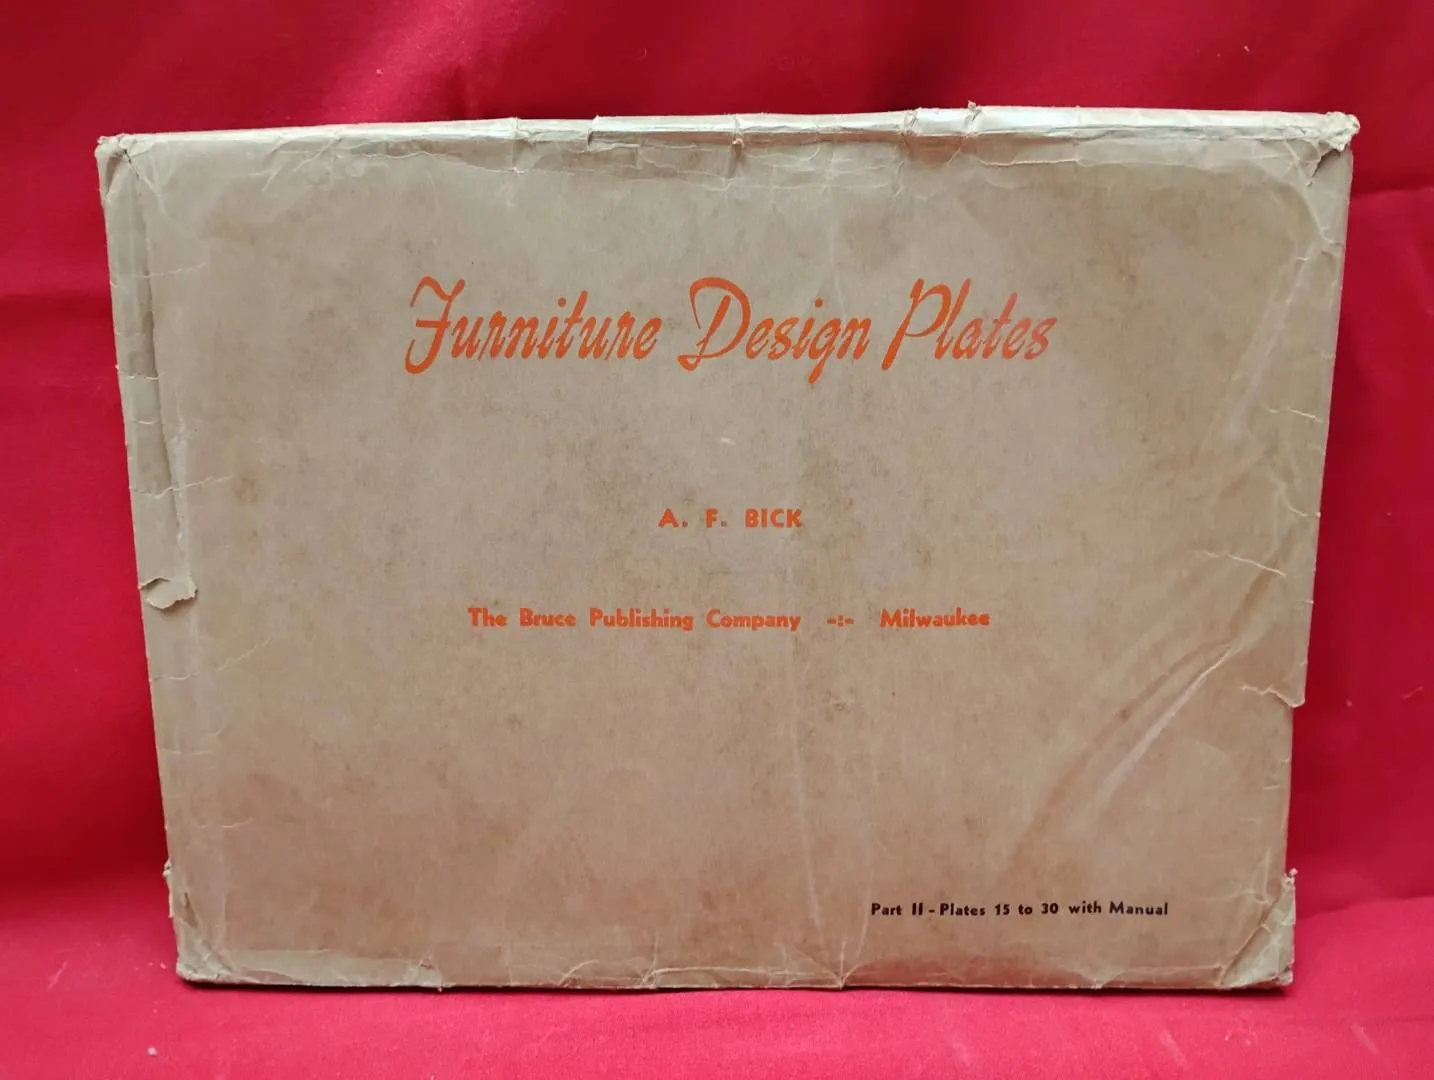 Furniture Design Plates
A. F. BICK
The Bruce Publishing Company -:- Milwaukee
Part II - Plates 15 to 30 with Manual